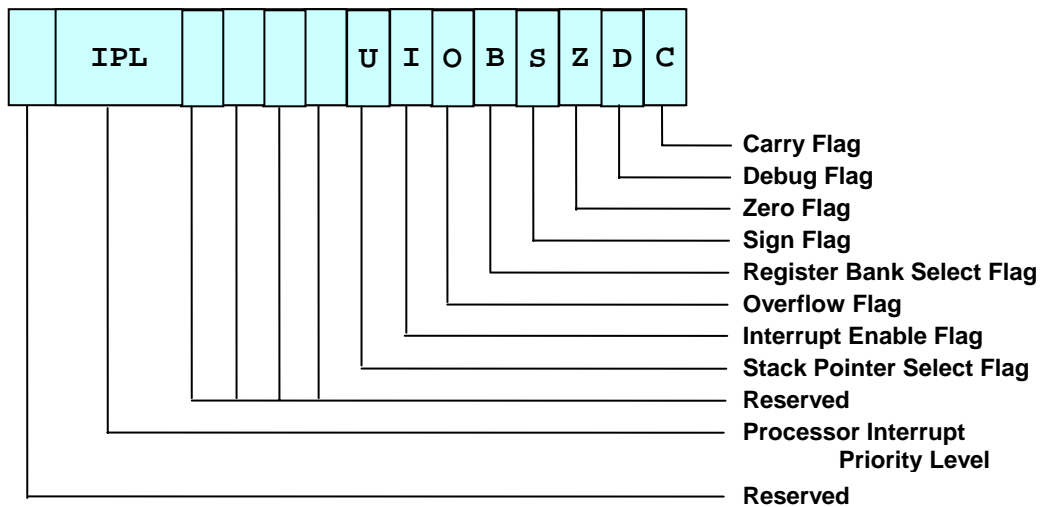 IPL U I O B S Z D C
Carry Flag
Debug Flag
Zero Flag
Sign Flag
Register Bank Select Flag
Overflow Flag
Interrupt Enable Flag
Stack Pointer Select Flag
Reserved
Processor Interrupt
Priority Level
Reserved